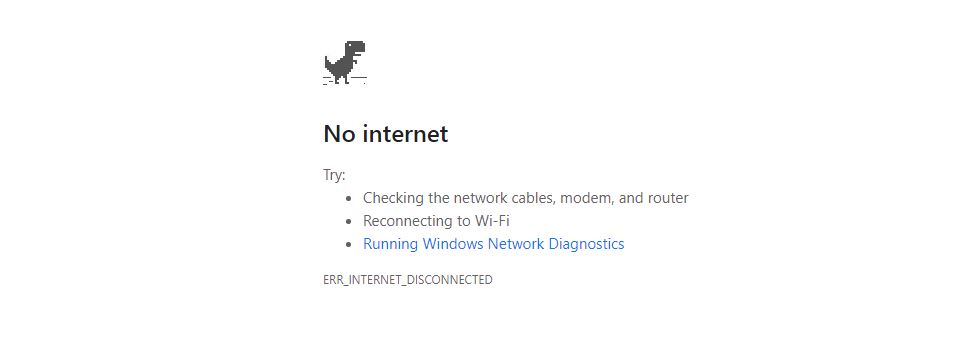 No internet
Try:
Checking the network cables, modem, and router
Reconnecting to Wi-Fi
Running Windows Network Diagnostics
ERR_INTERNET_DISCONNECTED